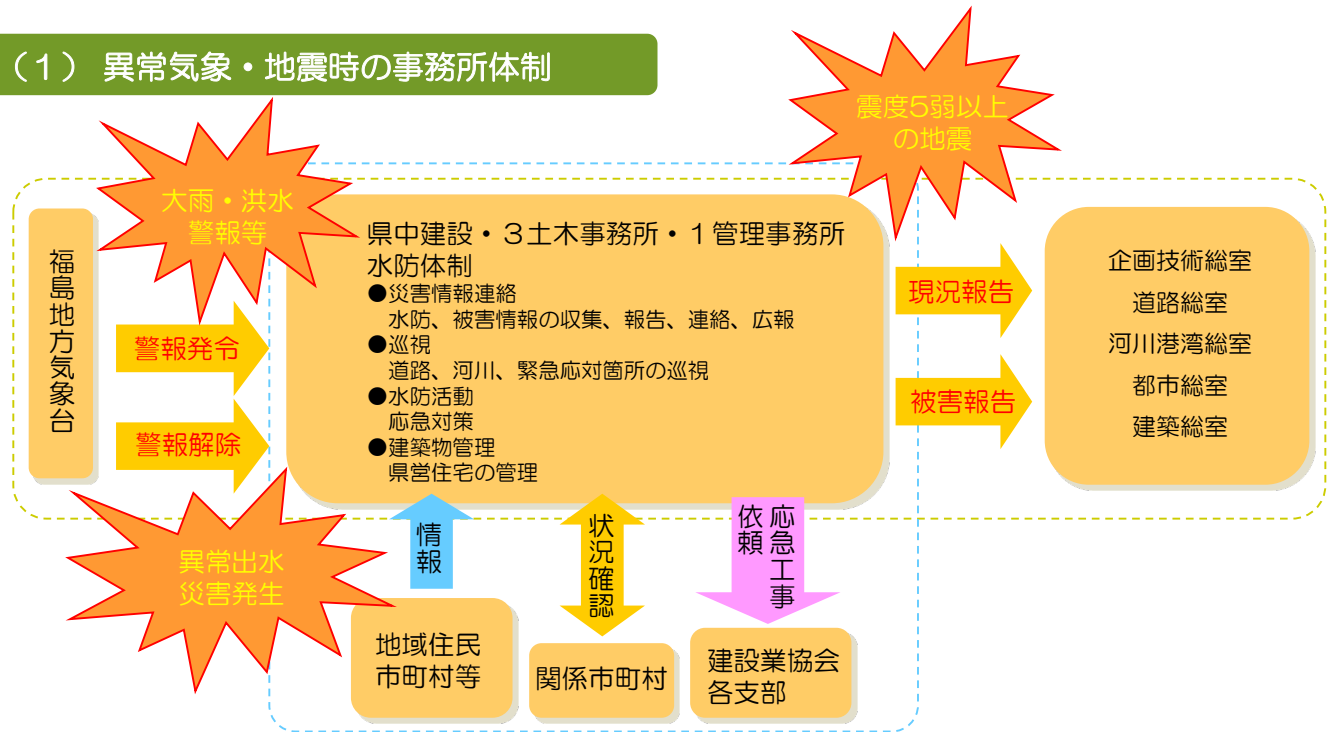 （１） 異常気象・地震時の事務所体制
震度5弱以上
の地震
大雨・洪水
警報等
福島地方気象台
警報発令
警報解除
県中建設・３土木事務所・１管理事務所
水防体制
●災害情報連絡
水防、被害情報の収集、報告、連絡、広報
●巡視
道路、河川、緊急応対箇所の巡視
●水防活動
応急対策
●建築物管理
県営住宅の管理
現況報告
被害報告
企画技術総室
道路総室
河川港湾総室
都市総室
建築総室
異常出水
災害発生
情報
状況確認
応急工事
依頼
地域住民
市町村等
関係市町村
建設業協会
各支部